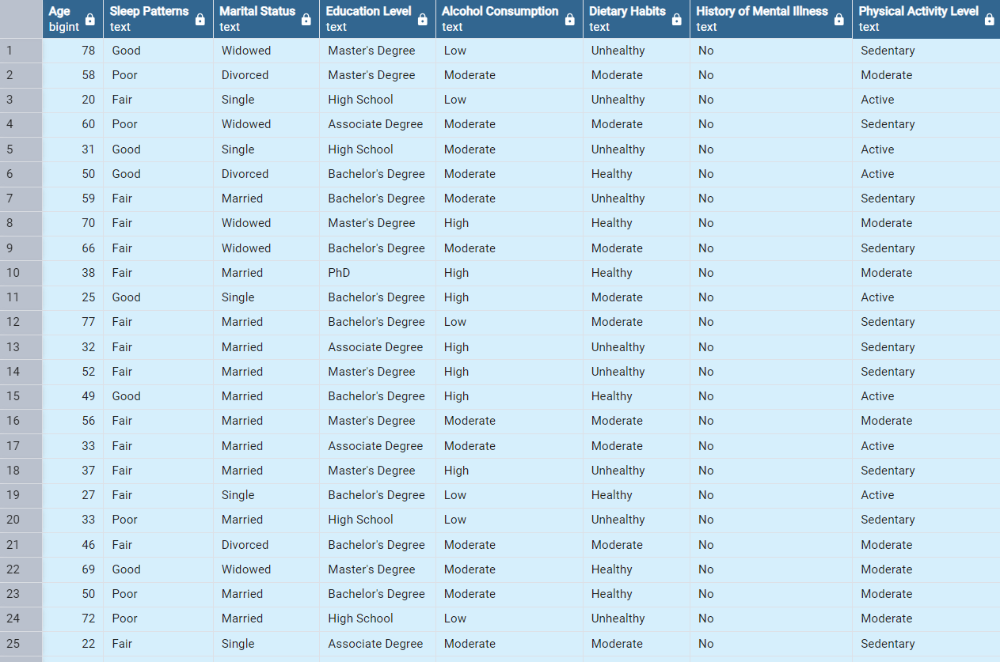 Age Sleep Patterns Marital Status Education Level Alcohol Consumption Dietary Habits History of Mental Illness Physical Activity Level
bigint text text text text text text text
1 78 Good Widowed Master's Degree Low Unhealthy No Sedentary
2 58 Poor Divorced Master's Degree Moderate Moderate No Moderate
3 20 Fair Single High School Low Unhealthy No Active
4 60 Poor Widowed Associate Degree Moderate Moderate No Sedentary
5 31 Good Single High School Moderate Unhealthy No Active
6 50 Good Divorced Bachelor's Degree Moderate Healthy No Active
7 59 Fair Married Bachelor's Degree Moderate Unhealthy No Sedentary
8 70 Fair Widowed Master's Degree High Healthy No Moderate
9 66 Fair Widowed Bachelor's Degree Moderate Moderate No Sedentary
10 38 Fair Married PhD High Healthy No Moderate
11 25 Good Single Bachelor's Degree High Moderate No Active
12 77 Fair Married Bachelor's Degree Low Moderate No Sedentary
13 32 Fair Married Associate Degree High Unhealthy No Sedentary
14 52 Fair Married Master's Degree High Unhealthy No Sedentary
15 49 Good Married Bachelor's Degree High Healthy No Active
16 56 Fair Married Master's Degree Moderate Moderate No Moderate
17 33 Fair Married Associate Degree Moderate Moderate No Active
18 37 Fair Married Master's Degree High Unhealthy No Sedentary
19 27 Fair Single Bachelor's Degree Low Healthy No Active
20 33 Poor Married High School Low Unhealthy No Sedentary
21 46 Fair Divorced Bachelor's Degree Moderate Moderate No Moderate
22 69 Good Widowed Master's Degree Moderate Healthy No Moderate
23 50 Poor Married Bachelor's Degree Moderate Healthy No Moderate
24 72 Poor Married High School Low Unhealthy No Moderate
25 22 Fair Single Associate Degree Moderate Moderate No Sedentary